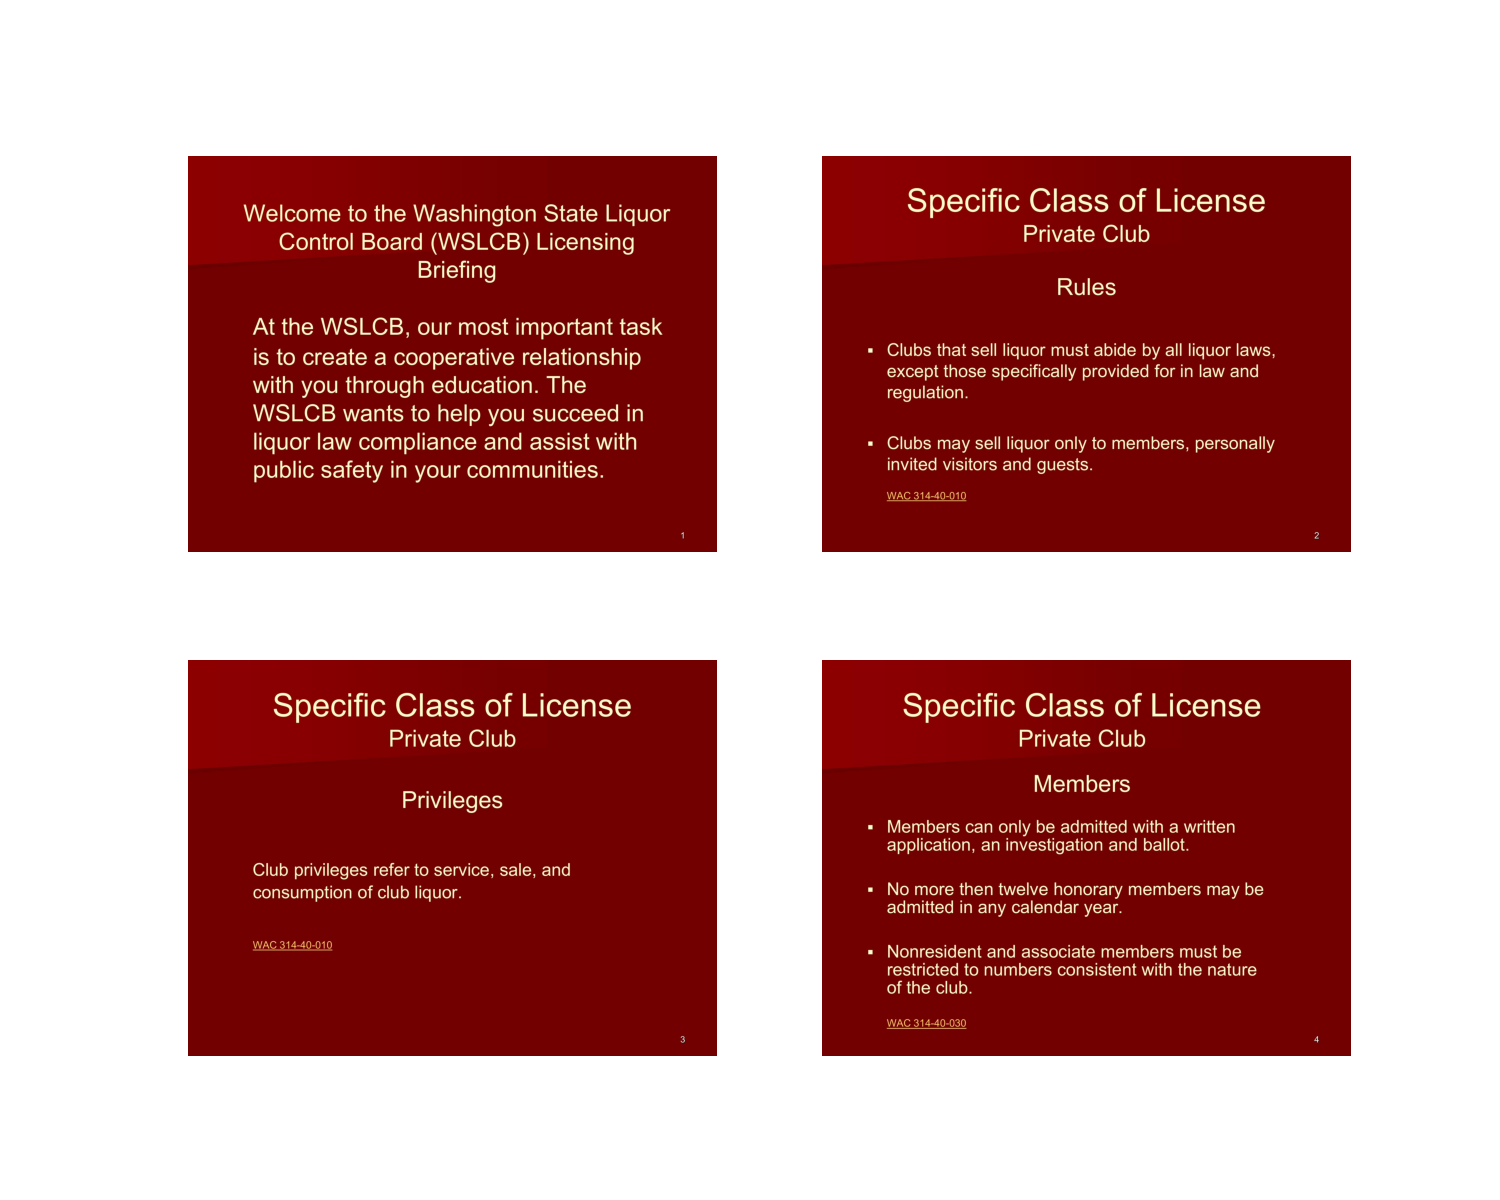 Welcome to the Washington State Liquor
Control Board (WSLCB) Licensing
Briefing
At the WSLCB, our most important task
is to create a cooperative relationship
with you through education. The
WSLCB wants to help you succeed in
liquor law compliance and assist with
public safety in your communities.
1
Specific Class of License
Private Club
Rules
▪ Clubs that sell liquor must abide by all liquor laws,
except those specifically provided for in law and
regulation.
▪ Clubs may sell liquor only to members, personally
invited visitors and guests.
WAC 314-40-010
2
Specific Class of License
Private Club
Privileges
Club privileges refer to service, sale, and
consumption of club liquor.
WAC 314-40-010
3
Specific Class of License
Private Club
Members
▪ Members can only be admitted with a written
application, an investigation and ballot.
▪ No more then twelve honorary members may be
admitted in any calendar year.
▪ Nonresident and associate members must be
restricted to numbers consistent with the nature
of the club.
WAC 314-40-030
4